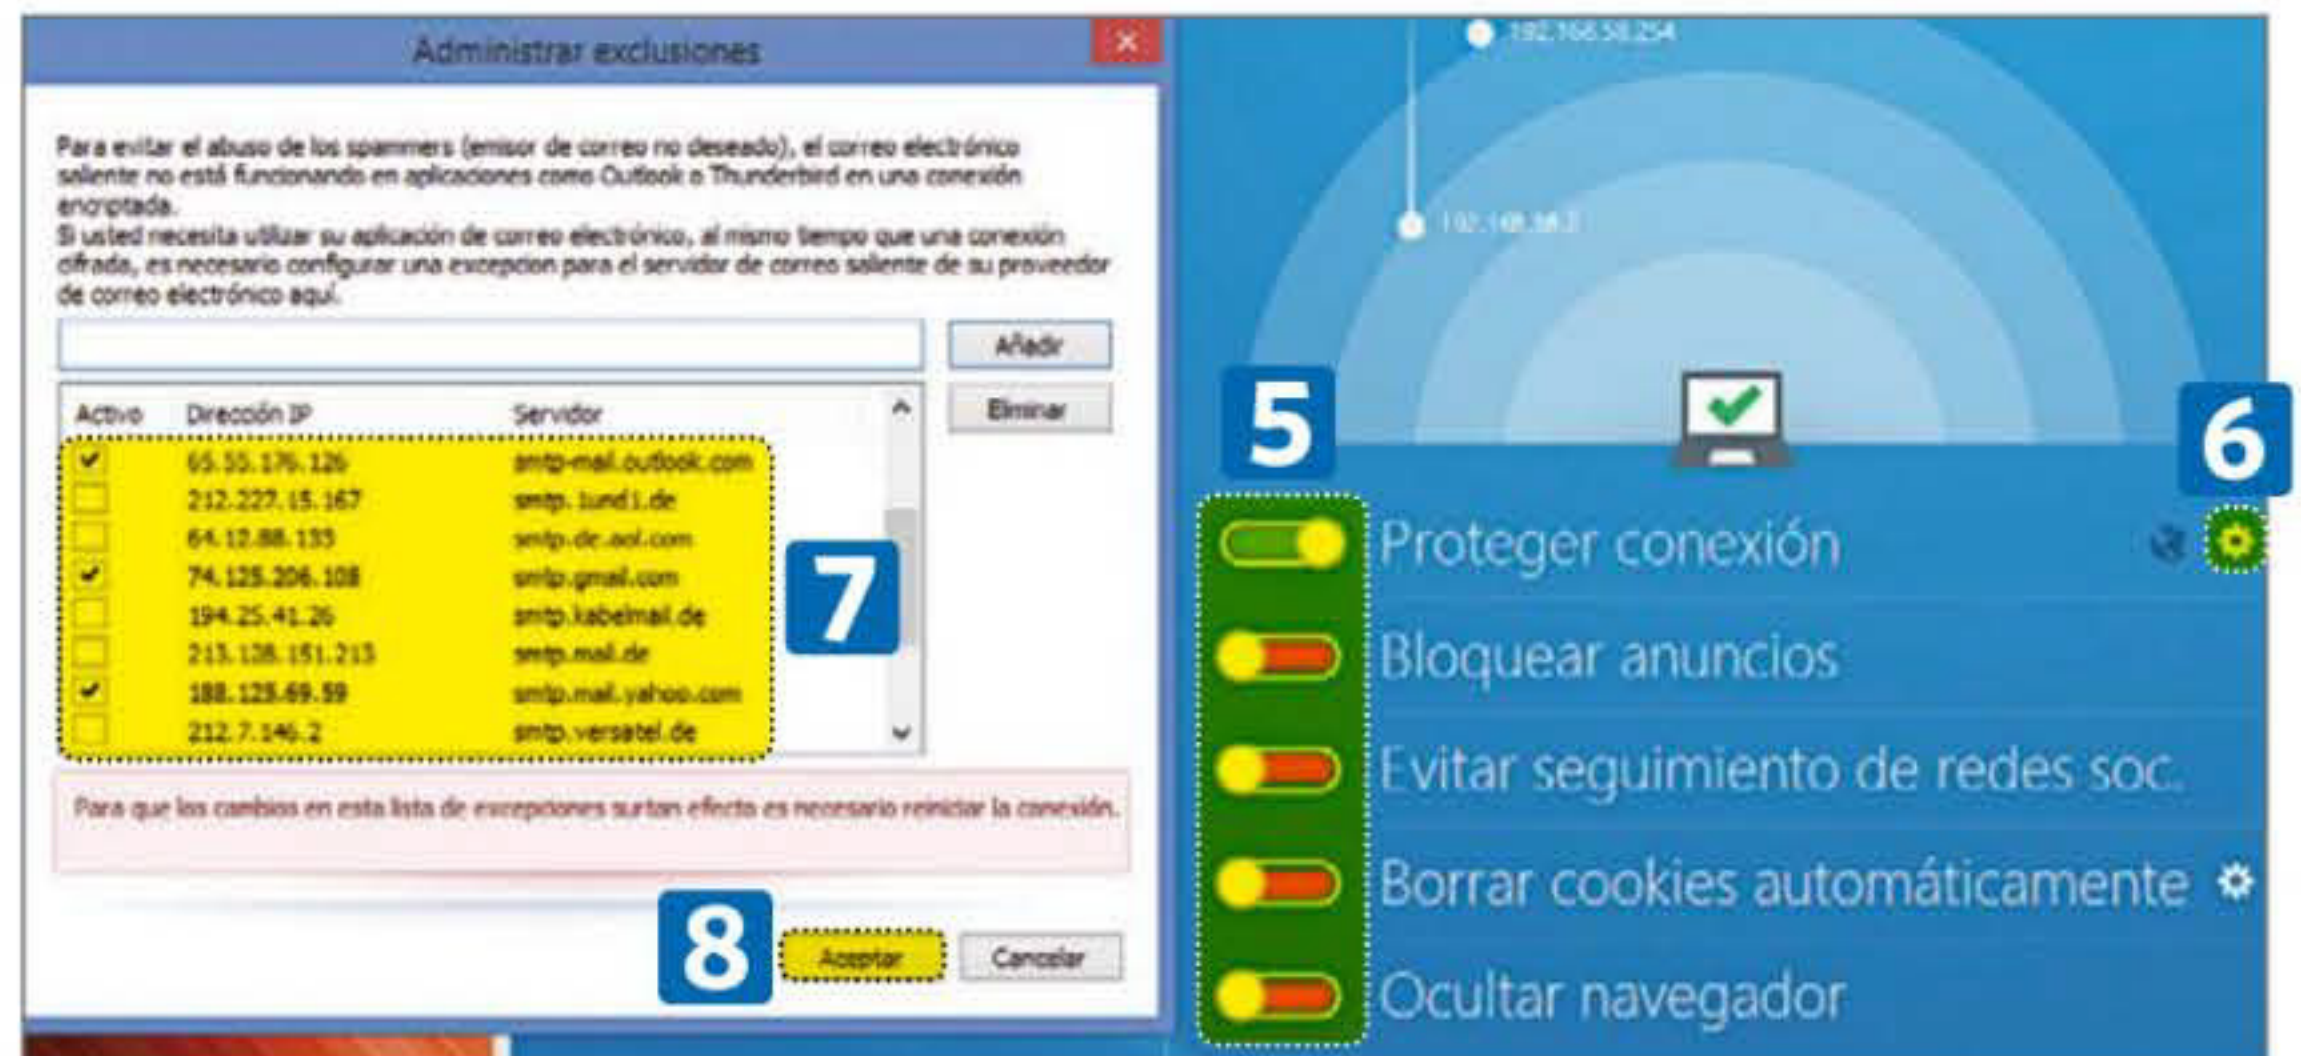 Administrar exclusiones
Para evitar el abuso de los spammers (emisor de correo no deseado), el correo electrónico
saliente no está funcionando en aplicaciones como Outlook o Thunderbird en una conexión
encriptada.
Si usted necesita utilizar su aplicación de correo electrónico, al mismo tiempo que una conexión
cifrada, es necesario configurar una excepcion para el servidor de correo saliente de su proveedor
de correo electrónico aquí.
Añadir
Eliminar
Activo Dirección IP Servidor
65.55.176.126 smtp-mail.outlook.com
212.227.15.167 smtp.1und1.de
64.12.88.133 smtp.de.aol.com
74.125.206.108 smtp.gmail.com
194.25.41.26 smtp.kabelmail.de
213.128.151.213 smtp.mail.de
188.125.69.59 smtp.mail.yahoo.com
212.7.146.2 smtp.versatel.de
7
Para que los cambios en esta lista de excepciones surtan efecto es necesario reiniciar la conexión.
8
Aceptar
Cancelar
192.168.58.254
5
6
Proteger conexión
Bloquear anuncios
Evitar seguimiento de redes soc.
Borrar cookies automáticamente
Ocultar navegador